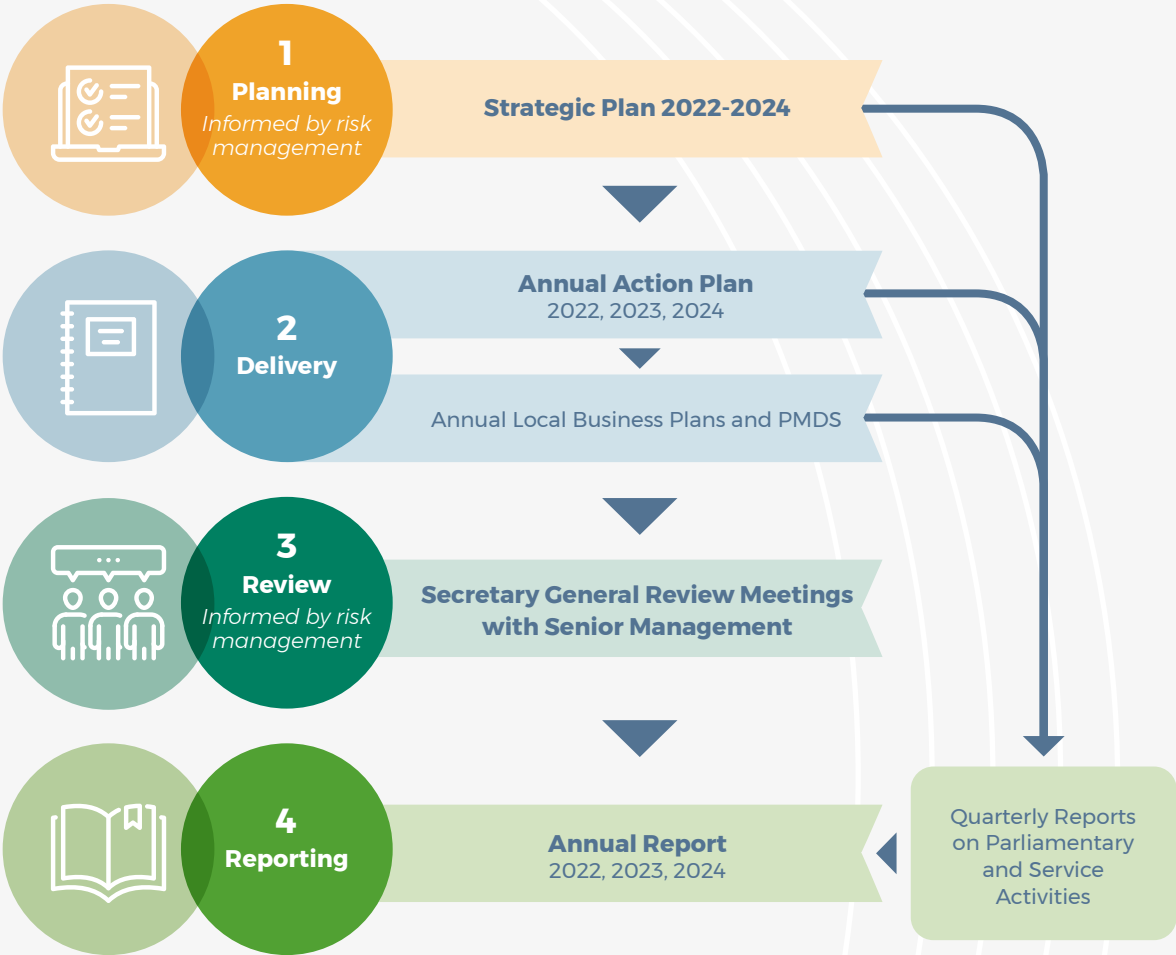 1
Planning
Informed by risk
management
Strategic Plan 2022-2024
2
Delivery
Annual Action Plan
2022, 2023, 2024
Annual Local Business Plans and PMDS
3
Review
Informed by risk
management
Secretary General Review Meetings
with Senior Management
4
Reporting
Annual Report
2022, 2023, 2024
Quarterly Reports
on Parliamentary
and Service
Activities